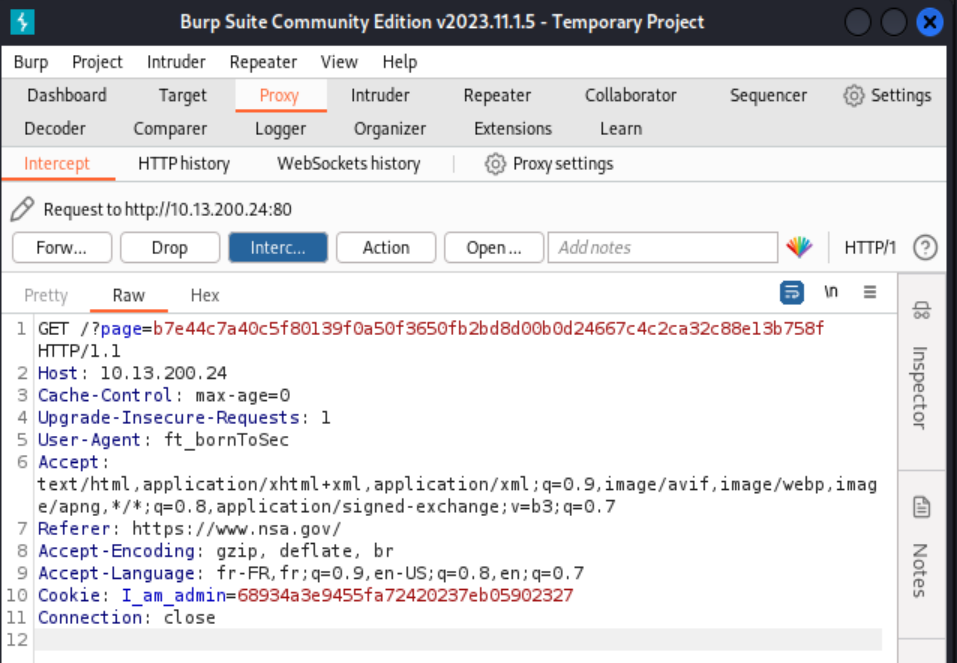 Burp Suite Community Edition v2023.11.1.5 - Temporary Project
Burp Project Intruder Repeater View Help
Dashboard Target Proxy Intruder Repeater Collaborator Sequencer Settings
Decoder Comparer Logger Organizer Extensions Learn
Intercept HTTP history WebSockets history Proxy settings
Request to http://10.13.200.24:80
Forw... Drop Interc... Action Open ... Add notes HTTP/1 ?
Pretty Raw Hex \n
1 GET /?page=b7e44c7a40c5f80139f0a50f3650fb2bd8d00b0d24667c4c2ca32c88e13b758f
HTTP/1.1
2 Host: 10.13.200.24
3 Cache-Control: max-age=0
4 Upgrade-Insecure-Requests: 1
5 User-Agent: ft_bornToSec
6 Accept:
text/html,application/xhtml+xml,application/xml;q=0.9,image/avif,image/webp,imag
e/apng,*/*;q=0.8,application/signed-exchange;v=b3;q=0.7
7 Referer: https://www.nsa.gov/
8 Accept-Encoding: gzip, deflate, br
9 Accept-Language: fr-FR,fr;q=0.9,en-US;q=0.8,en;q=0.7
10 Cookie: I_am_admin=68934a3e9455fa72420237eb05902327
11 Connection: close
12
Inspector
Notes